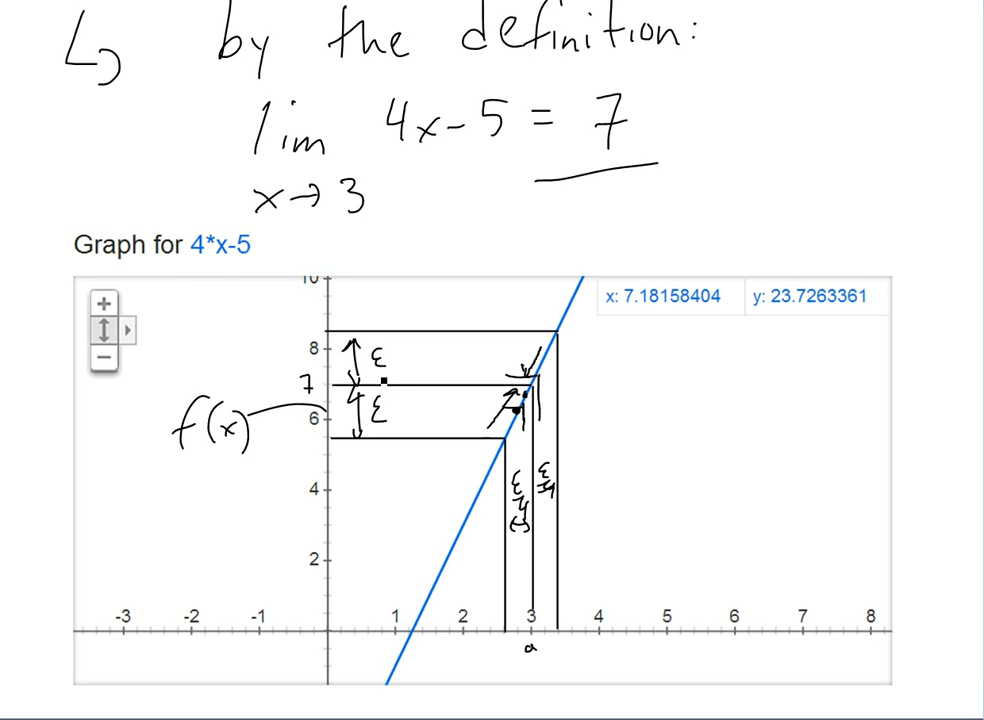 by the definition:
lim 4x-5 = 7
x→3
Graph for 4*x-5
x: 7.18158404 y: 23.7263361
10
8
ε
7
f(x)
6
ε
4
ε/4
ε/4
2
-3 -2 -1 1 2 3 4 5 6 7 8
a